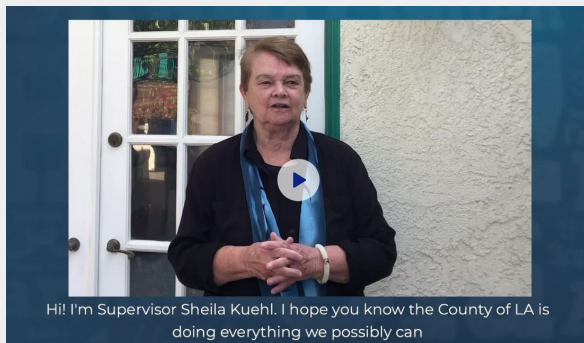 Hi! I'm Supervisor Sheila Kuehl. I hope you know the County of LA is
doing everything we possibly can